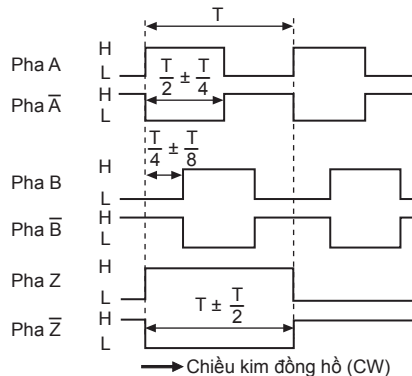 T
Pha A
H
L
T/2 ± T/4
Pha A̅
H
L
T/4 ± T/8
Pha B
H
L
Pha B̅
H
L
Pha Z
H
L
T ± T/2
Pha Z̅
H
L
Chiều kim đồng hồ (CW)